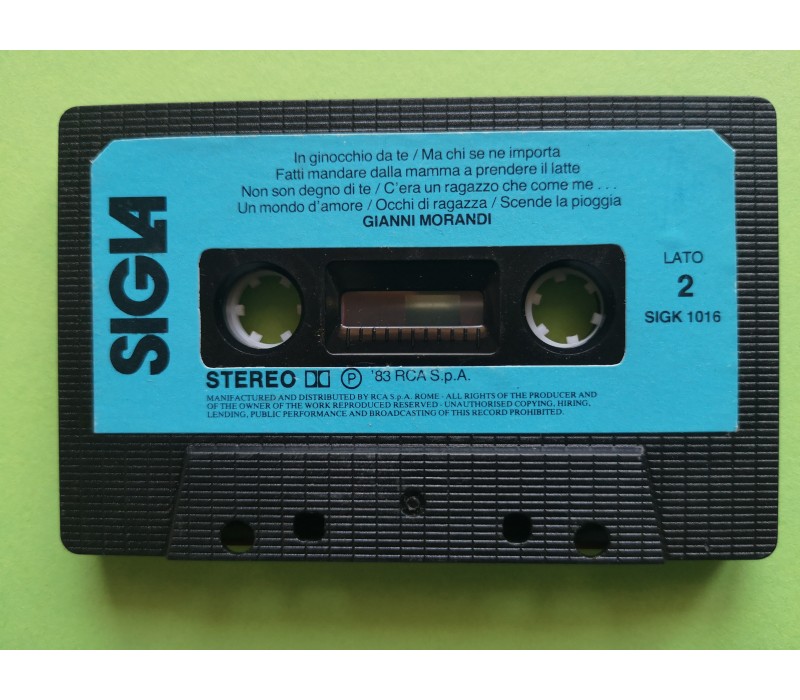 In ginocchio da te / Ma chi se ne importa
Fatti mandare dalla mamma a prendere il latte
Non son degno di te / C'era un ragazzo che come me . . .
Un mondo d'amore / Occhi di ragazza / Scende la pioggia
GIANNI MORANDI
SIGLA
LATO
2
SIGK 1016
STEREO Ⓟ '83 RCA S.p.A.
MANIFACTURED AND DISTRIBUTED BY RCA S.p.A. ROME - ALL RIGHTS OF THE PRODUCER AND
OF THE OWNER OF THE WORK REPRODUCED RESERVED - UNAUTHORISED COPYING, HIRING,
LENDING, PUBLIC PERFORMANCE AND BROADCASTING OF THIS RECORD PROHIBITED.